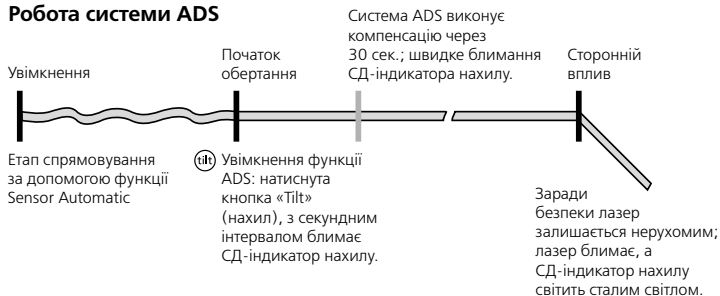 Робота системи ADS
Увімкнення
Початок
обертання
Система ADS виконує
компенсацію через
30 сек.; швидке блимання
СД-індикатора нахилу.
Сторонній
вплив
Етап спрямовування
за допомогою функції
Sensor Automatic
tilt
Увімкнення функції
ADS: натиснута
кнопка «Tilt»
(нахил), з секундним
інтервалом блимає
СД-індикатор нахилу.
Заради
безпеки лазер
залишається нерухомим;
лазер блимає, а
СД-індикатор нахилу
світить сталим світлом.